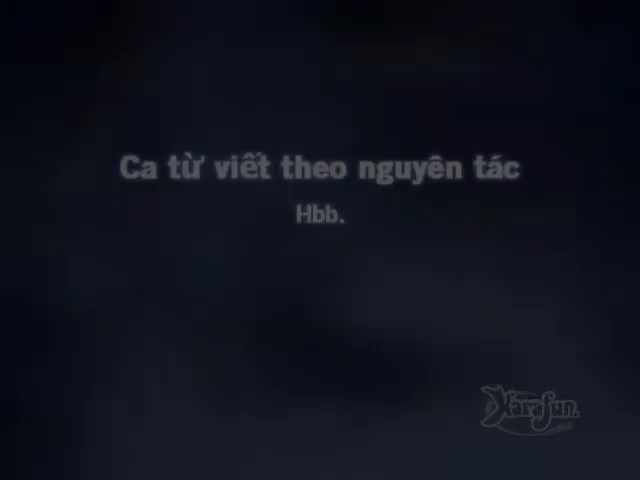 Ca từ viết theo nguyên tác
Hbb.
Karafun